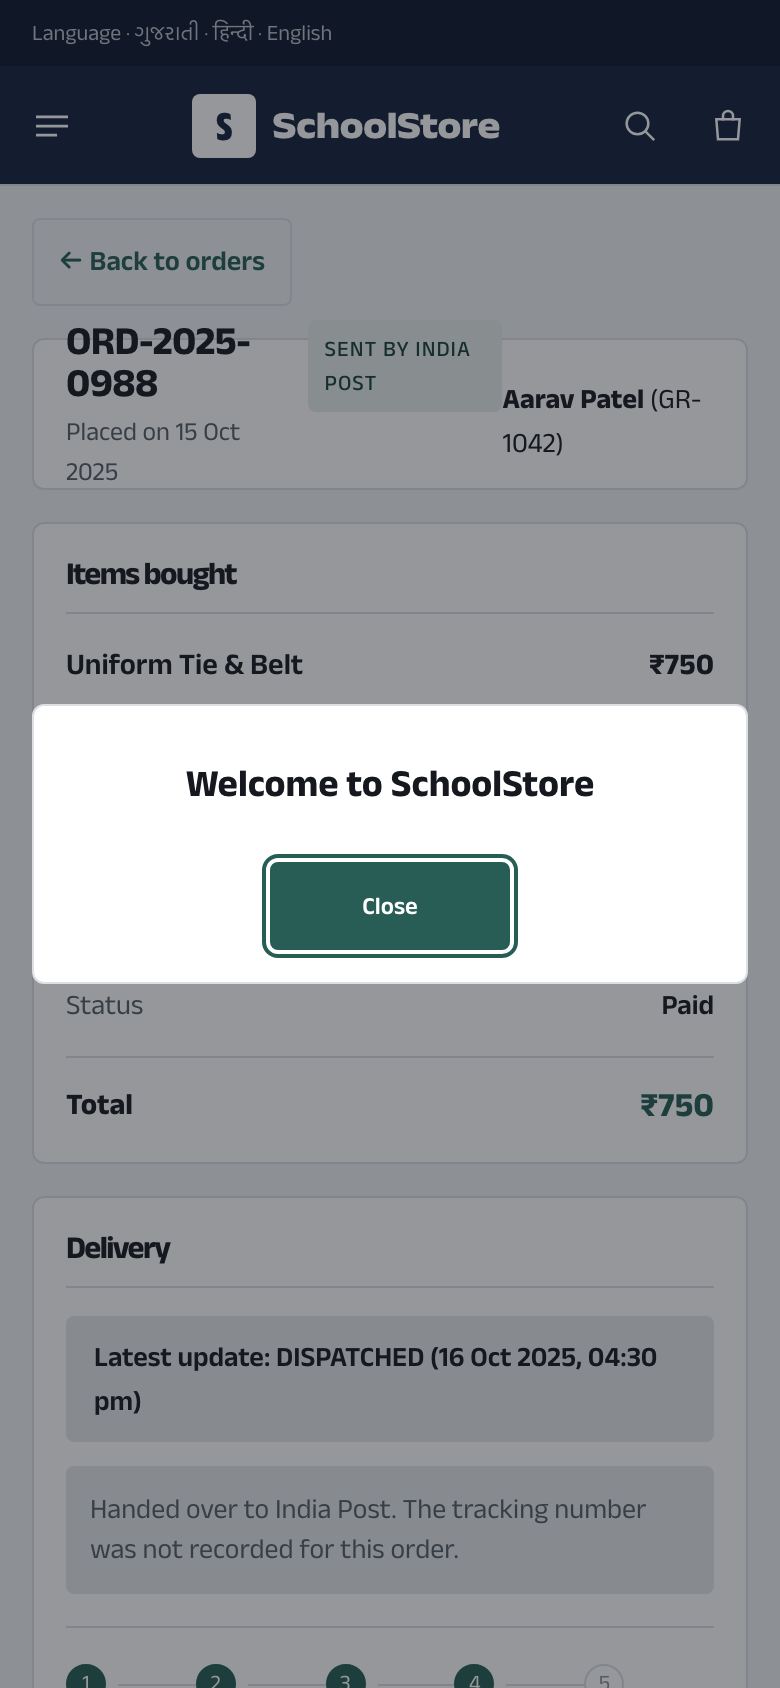 Language · ગુજરાતી · हिन्दी · English
S SchoolStore
← Back to orders
ORD-2025-
0988
Placed on 15 Oct
2025
SENT BY INDIA
POST
Aarav Patel (GR-
1042)
Items bought
Uniform Tie & Belt ₹750
Welcome to SchoolStore
Close
Status Paid
Total ₹750
Delivery
Latest update: DISPATCHED (16 Oct 2025, 04:30
pm)
Handed over to India Post. The tracking number
was not recorded for this order.
1 2 3 4 5